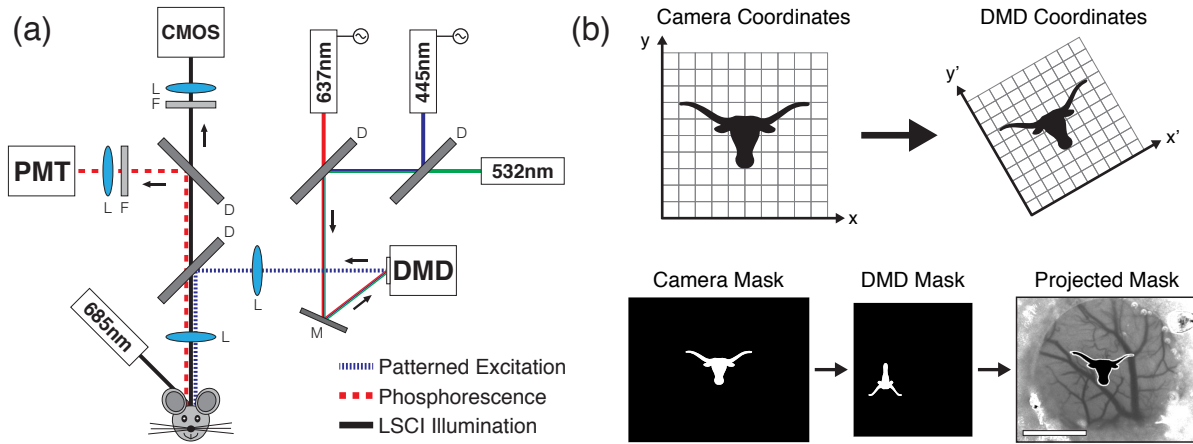 (a)
CMOS
L
F
PMT
L
F
D
637nm
445nm
D
D
532nm
D
L
DMD
M
685nm
L
Patterned Excitation
Phosphorescence
LSCI Illumination
(b)
Camera Coordinates
DMD Coordinates
y
x
y'
x'
Camera Mask
DMD Mask
Projected Mask